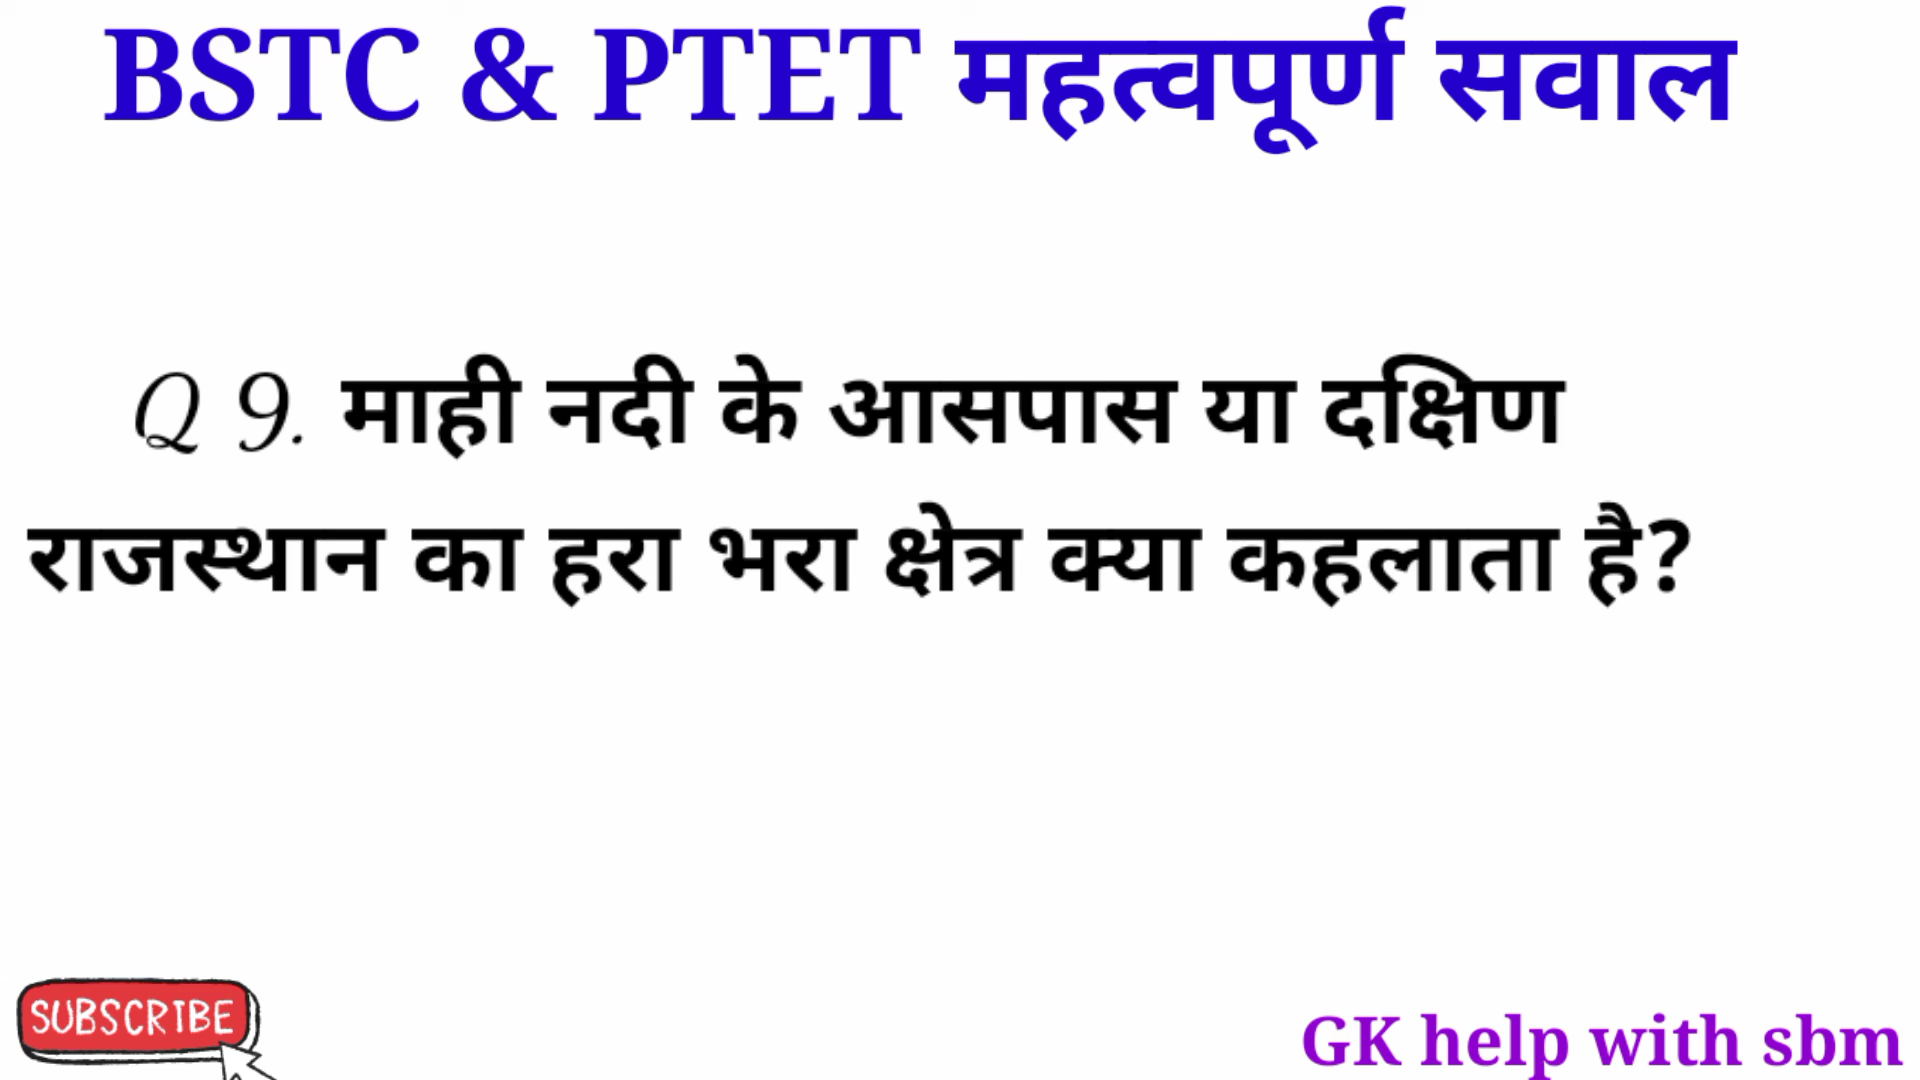 BSTC & PTET महत्वपूर्ण सवाल
Q 9. माही नदी के आसपास या दक्षिण
राजस्थान का हरा भरा क्षेत्र क्या कहलाता है?
SUBSCRIBE
GK help with sbm